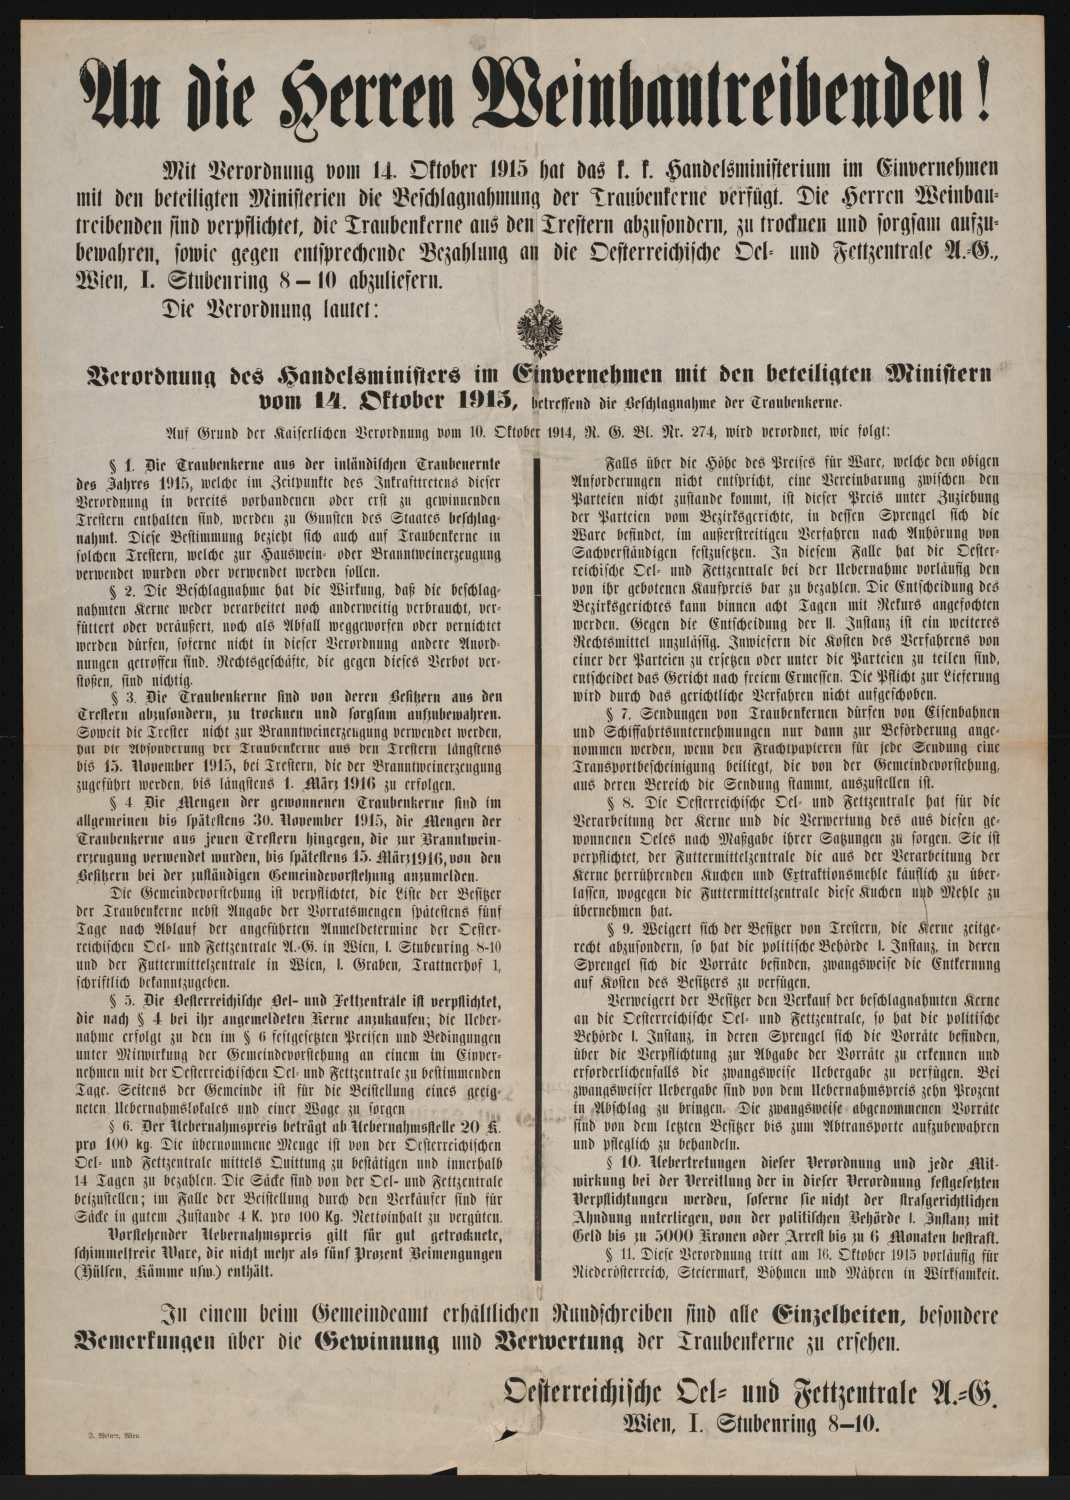 An die Herren Weinbautreibenden!
Mit Verordnung vom 14. Oktober 1915 hat das k. k. Handelsministerium im Einvernehmen
mit den beteiligten Ministerien die Beschlagnahmung der Traubenkerne verfügt. Die Herren Weinbau-
treibenden sind verpflichtet, die Traubenkerne aus den Trestern abzusondern, zu trocknen und sorgsam aufzu-
bewahren, sowie gegen entsprechende Bezahlung an die Oesterreichische Oel- und Fettzentrale A.-G.,
Wien, I. Stubenring 8–10 abzuliefern.
Die Verordnung lautet:
Verordnung des Handelsministers im Einvernehmen mit den beteiligten Ministern
vom 14. Oktober 1915, betreffend die Beschlagnahme der Traubenkerne.
Auf Grund der Kaiserlichen Verordnung vom 10. Oktober 1914, R. G. Bl. Nr. 274, wird verordnet, wie folgt:
§ 1. Die Traubenkerne aus der inländischen Traubenernte
des Jahres 1915, welche im Zeitpunkte des Inkrafttretens dieser
Verordnung in bereits vorhandenen oder erst zu gewinnenden
Trestern enthalten sind, werden zu Gunsten des Staates beschlag-
nahmt. Diese Bestimmung bezieht sich auch auf Traubenkerne in
solchen Trestern, welche zur Hauswein- oder Branntweinerzeugung
verwendet wurden oder verwendet werden sollen.
§ 2. Die Beschlagnahme hat die Wirkung, daß die beschlag-
nahmten Kerne weder verarbeitet noch anderweitig verbraucht, ver-
füttert oder veräußert, noch als Abfall weggeworfen oder vernichtet
werden dürfen, soferne nicht in dieser Verordnung andere Anord-
nungen getroffen sind. Rechtsgeschäfte, die gegen dieses Verbot ver-
stoßen, sind nichtig.
§ 3. Die Traubenkerne sind von deren Besitzern aus den
Trestern abzusondern, zu trocknen und sorgsam aufzubewahren.
Soweit die Trester nicht zur Branntweinerzeugung verwendet werden,
hat die Absonderung der Traubenkerne aus den Trestern längstens
bis 15. November 1915, bei Trestern, die der Branntweinerzeugung
zugeführt werden, bis längstens 1. März 1916 zu erfolgen.
§ 4 Die Mengen der gewonnenen Traubenkerne sind im
allgemeinen bis spätestens 30. November 1915, die Mengen der
Traubenkerne aus jenen Trestern hingegen, die zur Branntwein-
erzeugung verwendet wurden, bis spätestens 15. März 1916, von den
Besitzern bei der zuständigen Gemeindevorstehung anzumelden.
Die Gemeindevorstehung ist verpflichtet, die Liste der Besitzer
der Traubenkerne nebst Angabe der Vorratsmengen spätestens fünf
Tage nach Ablauf der angeführten Anmeldetermine der Oester-
reichischen Oel- und Fettzentrale A.-G. in Wien, I. Stubenring 8-10
und der Futtermittelzentrale in Wien, I. Graben, Trattnerhof 1,
schriftlich bekanntzugeben.
§ 5. Die Oesterreichische Oel- und Fettzentrale ist verpflichtet,
die nach § 4 bei ihr angemeldeten Kerne anzukaufen; die Ueber-
nahme erfolgt zu den im § 6 festgesetzten Preisen und Bedingungen
unter Mitwirkung der Gemeindevorstehung an einem im Einver-
nehmen mit der Oesterreichischen Oel- und Fettzentrale zu bestimmenden
Tage. Seitens der Gemeinde ist für die Beistellung eines geeig-
neten Uebernahmslokales und einer Wage zu sorgen
§ 6. Der Uebernahmspreis beträgt ab Uebernahmsstelle 20 K.
pro 100 kg. Die übernommene Menge ist von der Oesterreichischen
Oel- und Fettzentrale mittels Quittung zu bestätigen und innerhalb
14 Tagen zu bezahlen. Die Säcke sind von der Oel- und Fettzentrale
beizustellen; im Falle der Beistellung durch den Verkäufer sind für
Säcke in gutem Zustande 4 K. pro 100 Kg. Nettoinhalt zu vergüten.
Vorstehender Uebernahmspreis gilt für gut getrocknete,
schimmelfreie Ware, die nicht mehr als fünf Prozent Beimengungen
(Hülsen, Kämme usw.) enthält.
Falls über die Höhe des Preises für Ware, welche den obigen
Anforderungen nicht entspricht, eine Vereinbarung zwischen den
Parteien nicht zustande kommt, ist dieser Preis unter Zuziehung
der Parteien vom Bezirksgerichte, in dessen Sprengel sich die
Ware befindet, im außerstreitigen Verfahren nach Anhörung von
Sachverständigen festzusetzen. In diesem Falle hat die Oester-
reichische Oel- und Fettzentrale bei der Uebernahme vorläufig den
von ihr gebotenen Kaufpreis bar zu bezahlen. Die Entscheidung des
Bezirksgerichtes kann binnen acht Tagen mit Rekurs angefochten
werden. Gegen die Entscheidung der II. Instanz ist ein weiteres
Rechtsmittel unzulässig. Inwiefern die Kosten des Verfahrens von
einer der Parteien zu ersetzen oder unter die Parteien zu teilen sind,
entscheidet das Gericht nach freiem Ermessen. Die Pflicht zur Lieferung
wird durch das gerichtliche Verfahren nicht aufgeschoben.
§ 7. Sendungen von Traubenkernen dürfen von Eisenbahnen
und Schiffahrtsunternehmungen nur dann zur Beförderung ange-
nommen werden, wenn den Frachtpapieren für jede Sendung eine
Transportbescheinigung beiliegt, die von der Gemeindevorstehung,
aus deren Bereich die Sendung stammt, auszustellen ist.
§ 8. Die Oesterreichische Oel- und Fettzentrale hat für die
Verarbeitung der Kerne und die Verwertung des aus diesen ge-
wonnenen Oeles nach Maßgabe ihrer Satzungen zu sorgen. Sie ist
verpflichtet, der Futtermittelzentrale die aus der Verarbeitung der
Kerne herrührenden Kuchen und Extraktionsmehle käuflich zu über-
lassen, wogegen die Futtermittelzentrale diese Kuchen und Mehle zu
übernehmen hat.
§ 9. Weigert sich der Besitzer von Trestern, die Kerne zeitge-
recht abzusondern, so hat die politische Behörde I. Instanz, in deren
Sprengel sich die Vorräte befinden, zwangsweise die Entkernung
auf Kosten des Besitzers zu verfügen.
Verweigert der Besitzer den Verkauf der beschlagnahmten Kerne
an die Oesterreichische Oel- und Fettzentrale, so hat die politische
Behörde I. Instanz, in deren Sprengel sich die Vorräte befinden,
über die Verpflichtung zur Abgabe der Vorräte zu erkennen und
erforderlichenfalls die zwangsweise Uebergabe zu verfügen. Bei
zwangsweiser Uebergabe sind von dem Uebernahmspreis zehn Prozent
in Abschlag zu bringen. Die zwangsweise abgenommenen Vorräte
sind von dem letzten Besitzer bis zum Abtransporte aufzubewahren
und pfleglich zu behandeln.
§ 10. Uebertretungen dieser Verordnung und jede Mit-
wirkung bei der Vereitlung der in dieser Verordnung festgesetzten
Verpflichtungen werden, soferne sie nicht der strafgerichtlichen
Ahndung unterliegen, von der politischen Behörde I. Instanz mit
Geld bis zu 5000 Kronen oder Arrest bis zu 6 Monaten bestraft.
§ 11. Diese Verordnung tritt am 16. Oktober 1915 vorläufig für
Niederösterreich, Steiermark, Böhmen und Mähren in Wirksamkeit.
In einem beim Gemeindeamt erhältlichen Rundschreiben sind alle Einzelheiten, besondere
Bemerkungen über die Gewinnung und Verwertung der Traubenkerne zu ersehen.
Oesterreichische Oel- und Fettzentrale A.-G.
Wien, I. Stubenring 8–10.
J. Weiner, Wien